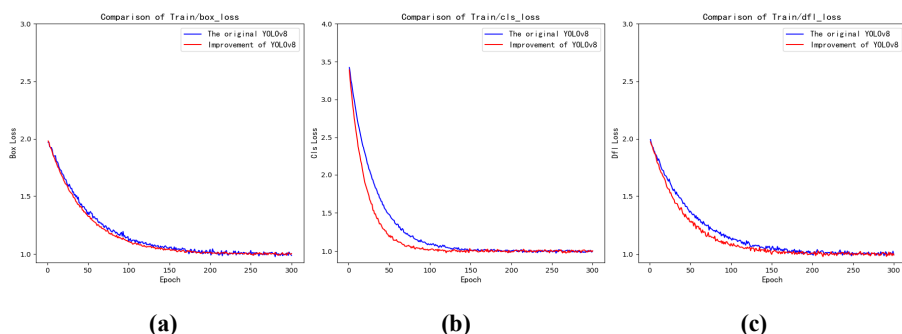 Comparison of Train/box_loss
The original YOLOv8
Improvement of YOLOv8
3.0
2.5
2.0
1.5
1.0
Box Loss
0
50
100
150
200
250
300
Epoch
(a)
Comparison of Train/cls_loss
The original YOLOv8
Improvement of YOLOv8
4.0
3.5
3.0
2.5
2.0
1.5
1.0
Cls Loss
0
50
100
150
200
250
300
Epoch
(b)
Comparison of Train/dfl_loss
The original YOLOv8
Improvement of YOLOv8
3.0
2.5
2.0
1.5
1.0
Dfl Loss
0
50
100
150
200
250
300
Epoch
(c)